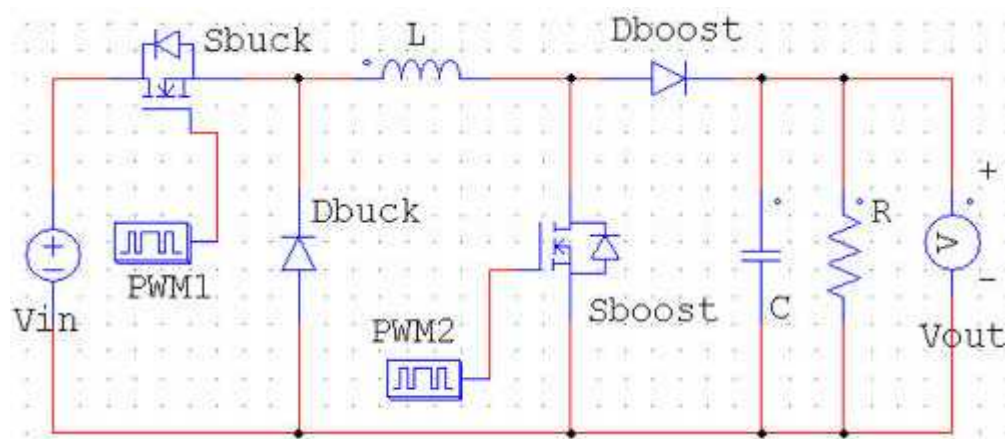 Sbuck
L
Dboost
Dbuck
R
+
V
-
PWM1
Vin
Sboost
C
PWM2
Vout